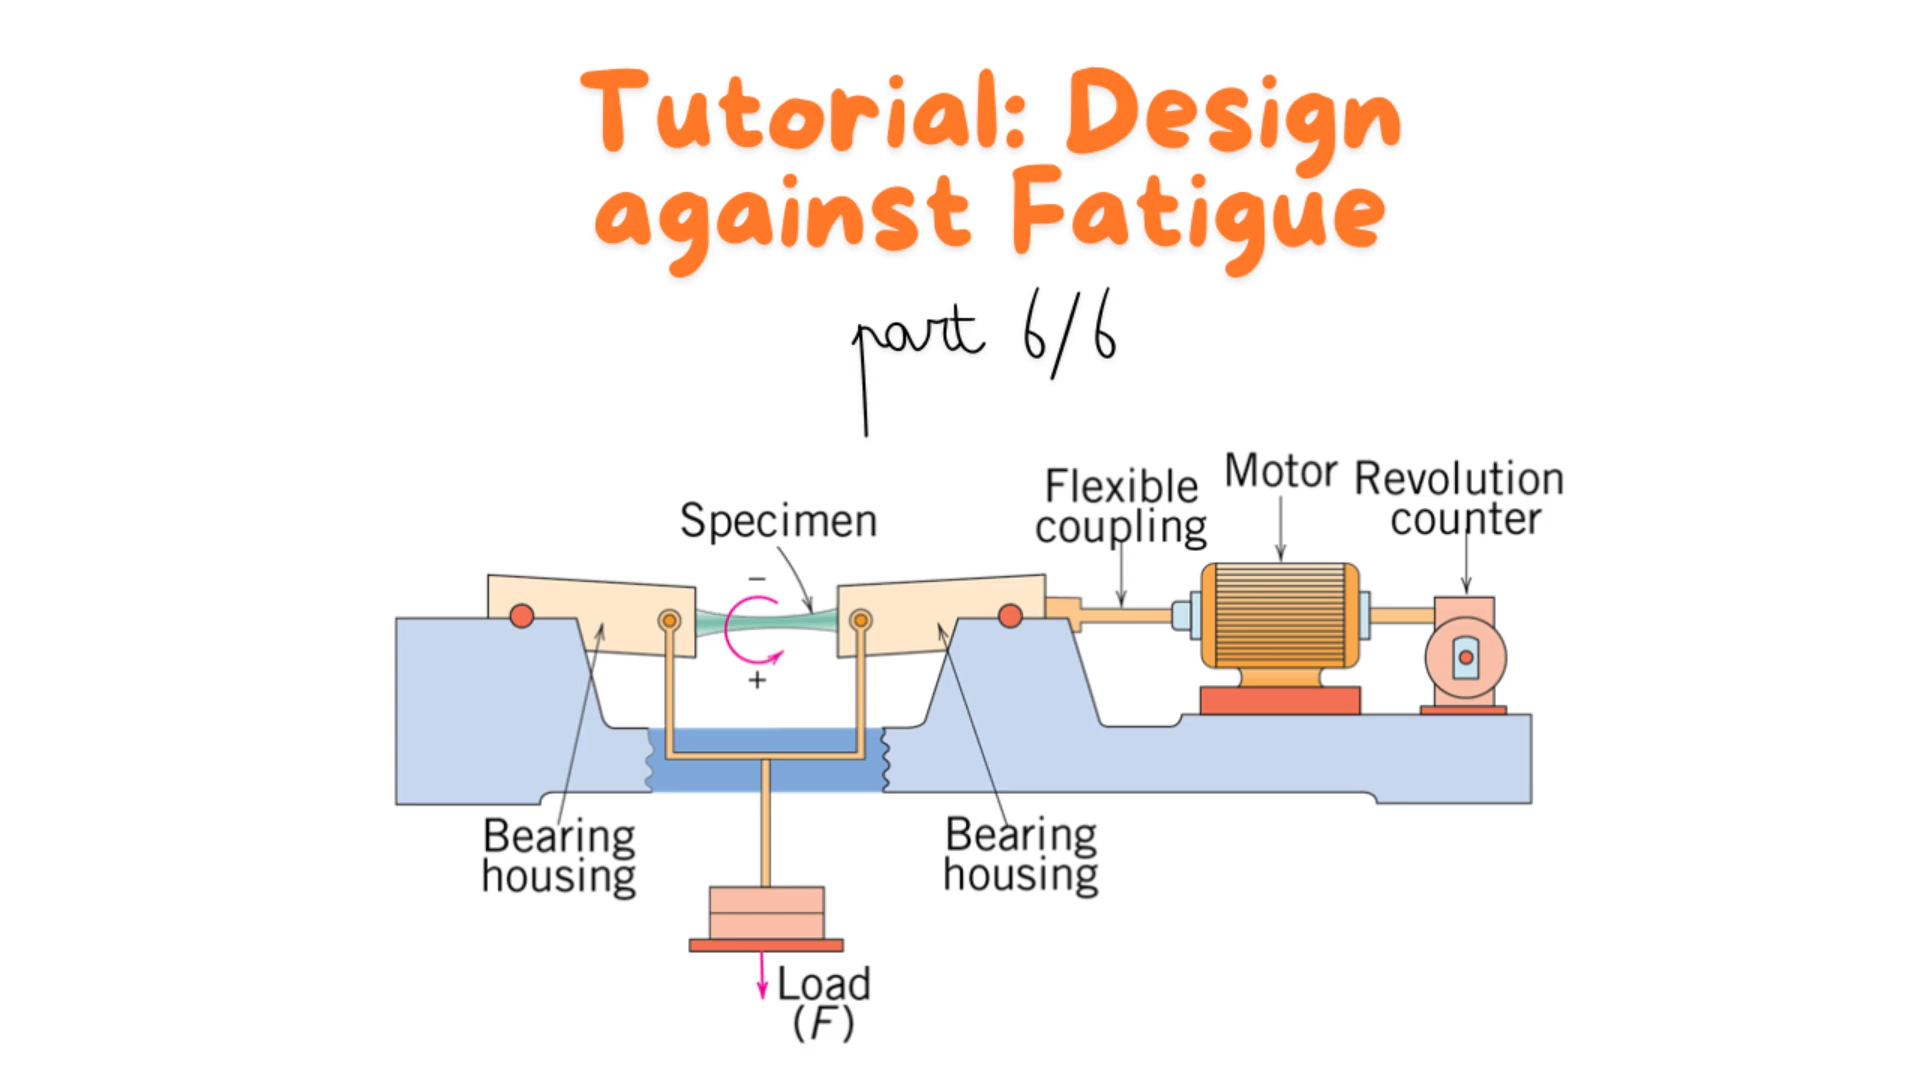 Tutorial: Design
against Fatigue
part 6/6
Motor
Flexible
coupling
Revolution
counter
Specimen
−
+
Bearing
housing
Bearing
housing
Load
(F)